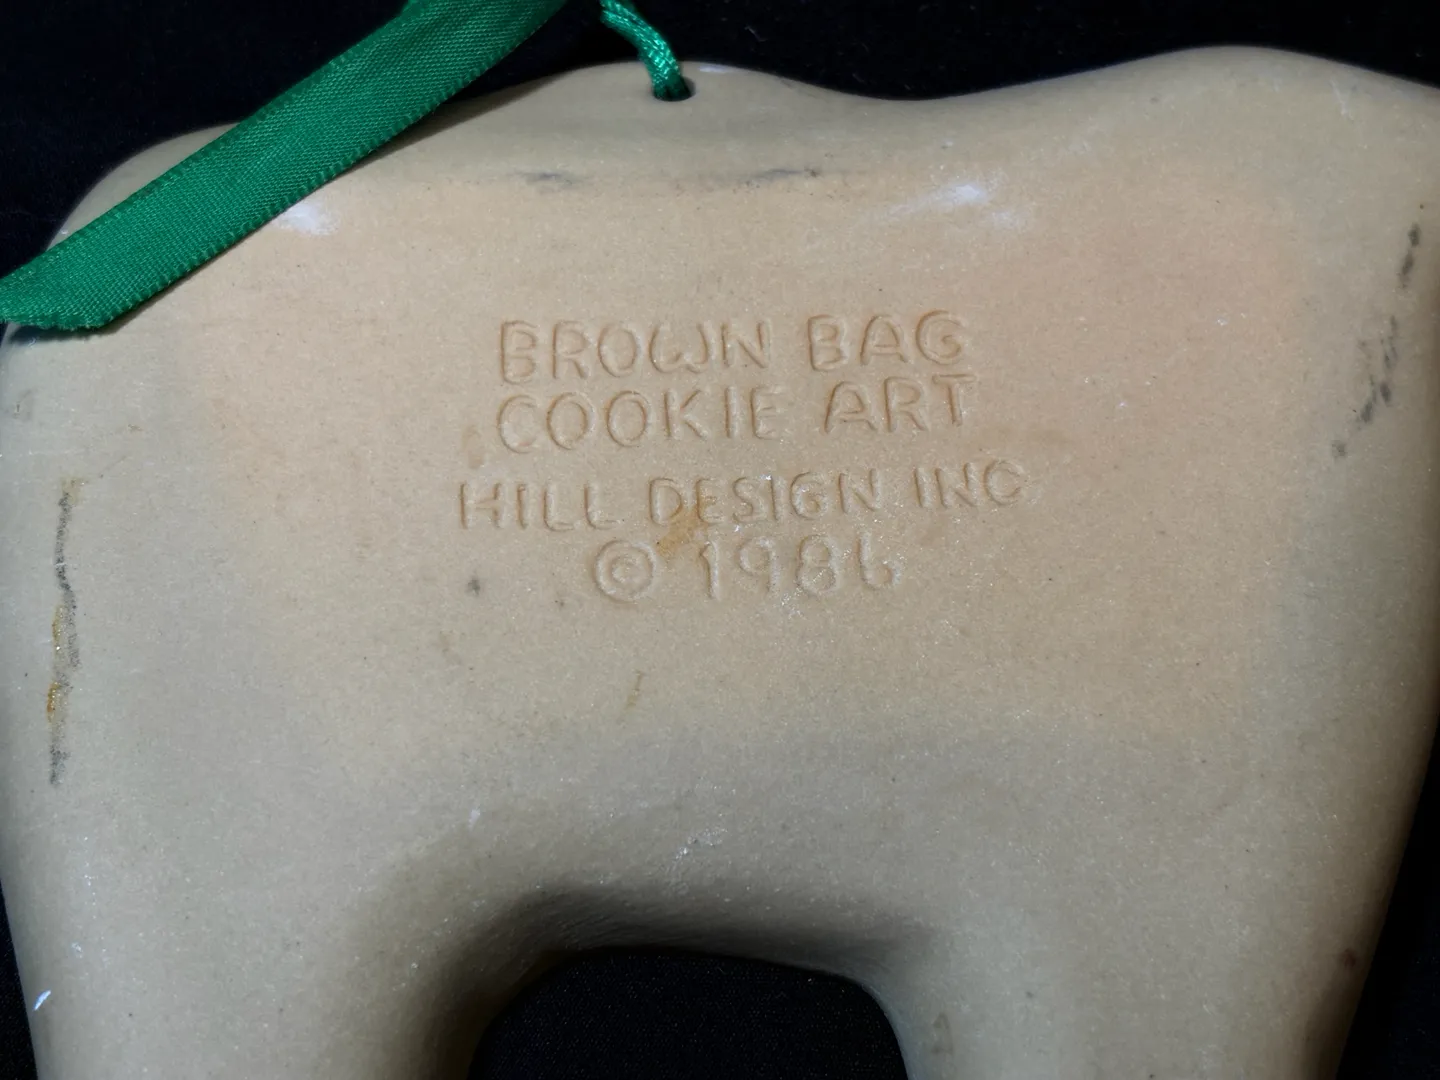 BROWN BAG
COOKIE ART
HILL DESIGN INC
© 1986